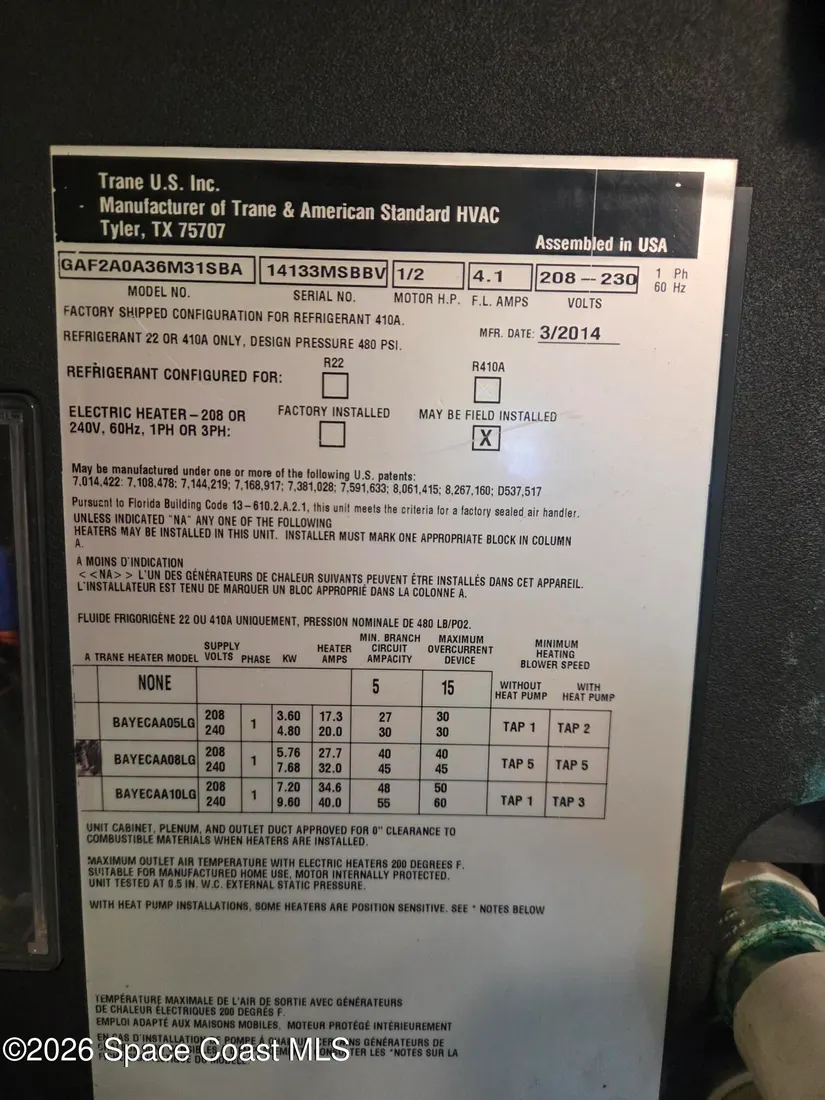 Trane U.S. Inc.
Manufacturer of Trane & American Standard HVAC
Tyler, TX 75707
Assembled in USA
GAF2A0A36M31SBA 14133MSBBV 1/2 4.1 208-230 1 Ph 60 Hz
MODEL NO. SERIAL NO. MOTOR H.P. F.L. AMPS VOLTS
FACTORY SHIPPED CONFIGURATION FOR REFRIGERANT 410A.
MFR. DATE: 3/2014
REFRIGERANT 22 OR 410A ONLY, DESIGN PRESSURE 480 PSI.
REFRIGERANT CONFIGURED FOR: R22 R410A
ELECTRIC HEATER-208 OR FACTORY INSTALLED MAY BE FIELD INSTALLED
240V, 60Hz, 1PH OR 3PH: X
May be manufactured under one or more of the following U.S. patents:
7,014,422; 7,108,478; 7,144,219; 7,168,917; 7,381,028; 7,591,633; 8,061,415; 8,267,160; D537,517
Pursuant to Florida Building Code 13-610.2.A.2.1, this unit meets the criteria for a factory sealed air handler.
UNLESS INDICATED "NA" ANY ONE OF THE FOLLOWING
HEATERS MAY BE INSTALLED IN THIS UNIT. INSTALLER MUST MARK ONE APPROPRIATE BLOCK IN COLUMN
A.
A MOINS D'INDICATION
<<NA>> L'UN DES GÉNÉRATEURS DE CHALEUR SUIVANTS PEUVENT ÊTRE INSTALLÉS DANS CET APPAREIL.
L'INSTALLATEUR EST TENU DE MARQUER UN BLOC APPROPRIÉ DANS LA COLONNE A.
FLUIDE FRIGORIGÈNE 22 OU 410A UNIQUEMENT, PRESSION NOMINALE DE 480 LB/PO2.
A TRANE HEATER MODEL SUPPLY VOLTS PHASE KW HEATER AMPS MIN. BRANCH CIRCUIT AMPACITY MAXIMUM OVERCURRENT DEVICE MINIMUM HEATING BLOWER SPEED
NONE 5 15 WITHOUT HEAT PUMP WITH HEAT PUMP
BAYECAA05LG 208 240 1 3.60 4.80 17.3 20.0 27 30 30 30 TAP 1 TAP 2
BAYECAA08LG 208 240 1 5.76 7.68 27.7 32.0 40 45 40 45 TAP 5 TAP 5
BAYECAA10LG 208 240 1 7.20 9.60 34.6 40.0 48 55 50 60 TAP 1 TAP 3
UNIT CABINET, PLENUM, AND OUTLET DUCT APPROVED FOR 0" CLEARANCE TO
COMBUSTIBLE MATERIALS WHEN HEATERS ARE INSTALLED.
MAXIMUM OUTLET AIR TEMPERATURE WITH ELECTRIC HEATERS 200 DEGREES F.
SUITABLE FOR MANUFACTURED HOME USE, MOTOR INTERNALLY PROTECTED.
UNIT TESTED AT 0.5 IN. W.C. EXTERNAL STATIC PRESSURE.
WITH HEAT PUMP INSTALLATIONS, SOME HEATERS ARE POSITION SENSITIVE. SEE * NOTES BELOW
TEMPÉRATURE MAXIMALE DE L'AIR DE SORTIE AVEC GÉNÉRATEURS
DE CHALEUR ÉLECTRIQUES 200 DEGRÉS F.
EMPLOI ADAPTÉ AUX MAISONS MOBILES, MOTEUR PROTÉGÉ INTÉRIEUREMENT
EN CAS D'INSTALLATION POMPE À GÉNÉRATEURS DE
LES *NOTES SUR LA
©2026 Space Coast MLS